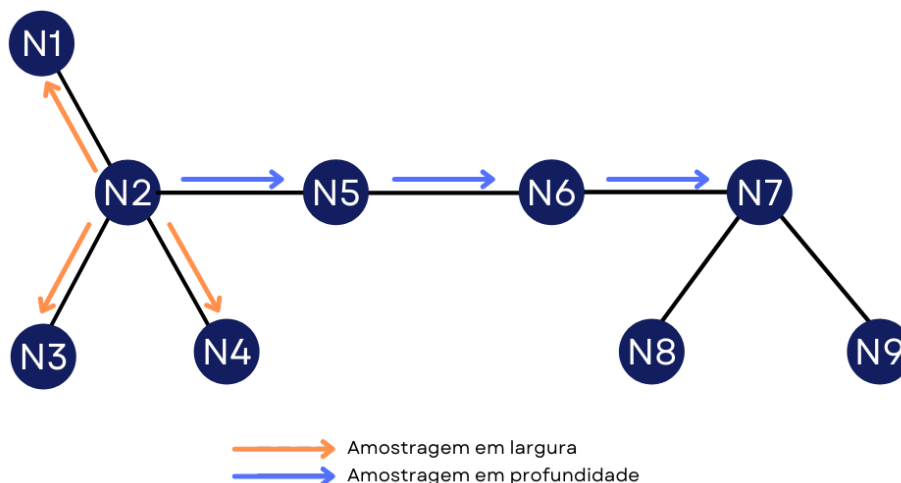 N1
N2 N5 N6 N7
N3 N4 N8 N9
Amostragem em largura
Amostragem em profundidade